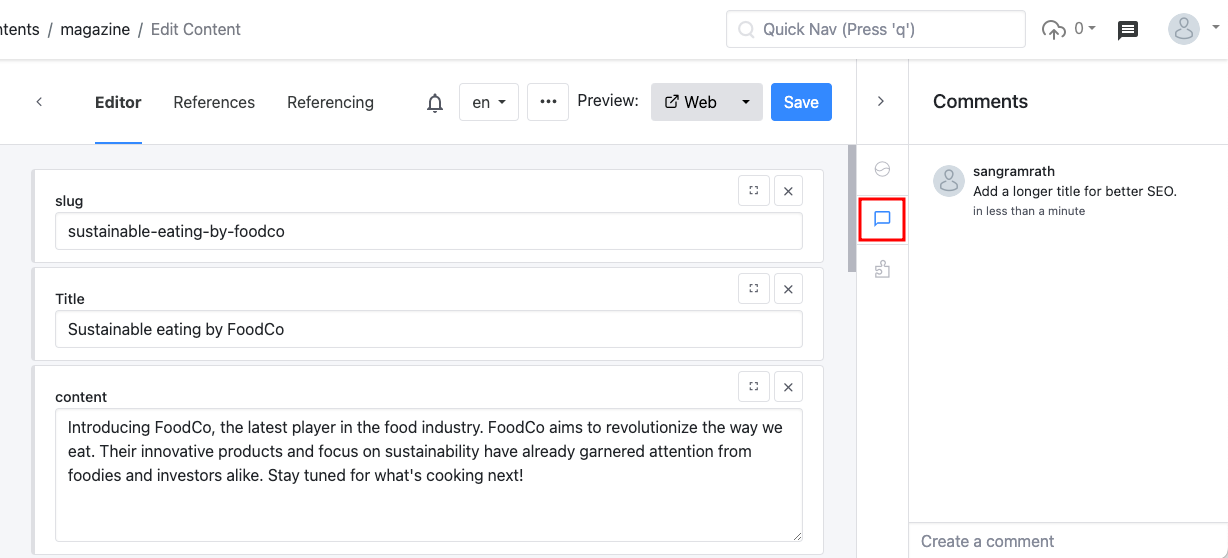 ntents / magazine / Edit Content
Quick Nav (Press 'q')
0
Editor
References
Referencing
en
Preview:
Web
Save
slug
sustainable-eating-by-foodco
Title
Sustainable eating by FoodCo
content
Introducing FoodCo, the latest player in the food industry. FoodCo aims to revolutionize the way we
eat. Their innovative products and focus on sustainability have already garnered attention from
foodies and investors alike. Stay tuned for what's cooking next!
Comments
sangramrath
Add a longer title for better SEO.
in less than a minute
Create a comment